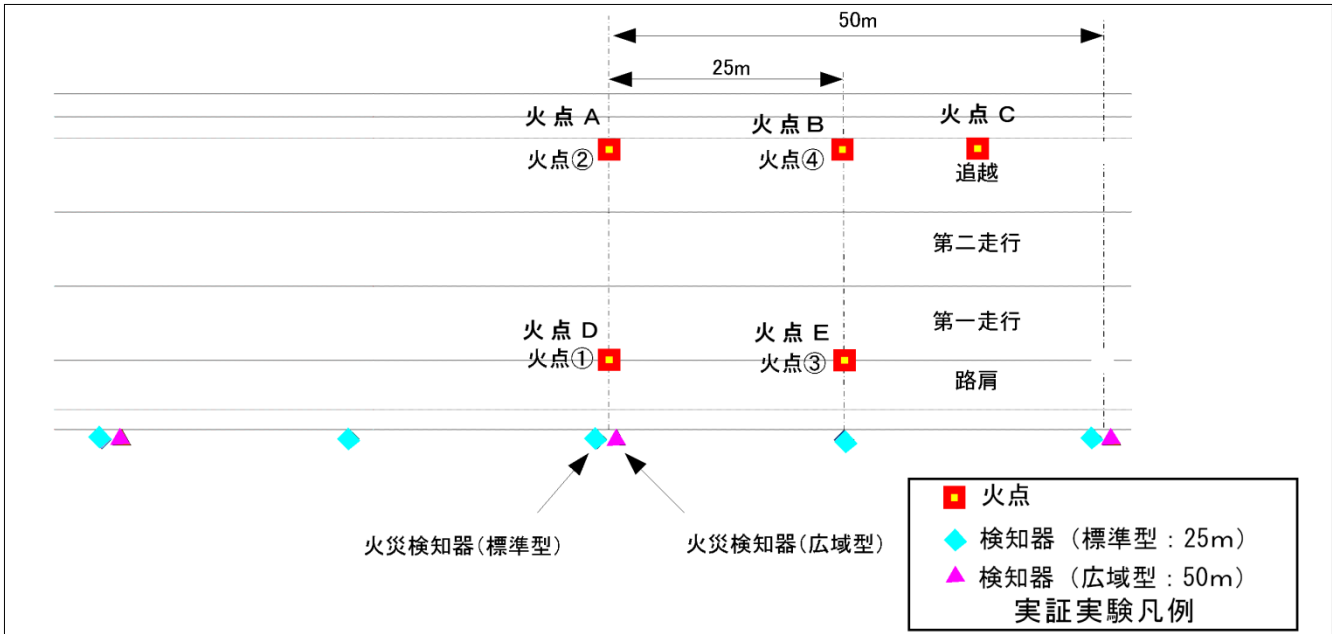 50m
25m
火点 A
火点 B
火点 C
火点②
火点④
追越
第二走行
第一走行
火点 D
火点 E
火点①
火点③
路肩
火災検知器(標準型)
火災検知器(広域型)
火点
検知器(標準型:25m)
検知器(広域型:50m)
実証実験凡例